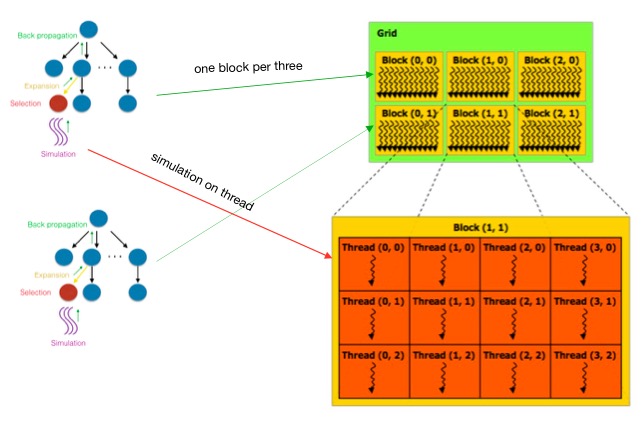 Back propagation
Expansion
Selection
Simulation
one block per three
simulation on thread
Back propagation
Expansion
Selection
Simulation
Grid
Block (0, 0) Block (1, 0) Block (2, 0)
Block (0, 1) Block (1, 1) Block (2, 1)
Block (1, 1)
Thread (0, 0) Thread (1, 0) Thread (2, 0) Thread (3, 0)
Thread (0, 1) Thread (1, 1) Thread (2, 1) Thread (3, 1)
Thread (0, 2) Thread (1, 2) Thread (2, 2) Thread (3, 2)